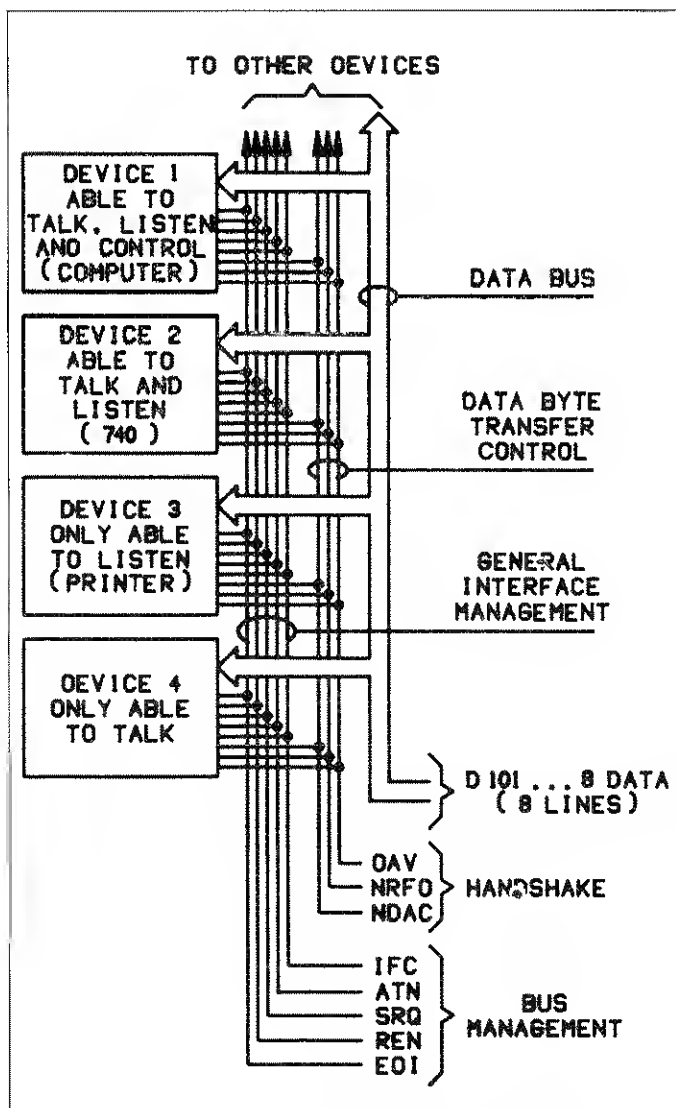 TO OTHER OEVICES
DEVICE 1
ABLE TO
TALK, LISTEN
AND CONTROL
(COMPUTER)
DATA BUS
DEVICE 2
ABLE TO
TALK AND
LISTEN
( 740 )
DATA BYTE
TRANSFER
CONTROL
DEVICE 3
ONLY ABLE
TO LISTEN
(PRINTER)
GENERAL
INTERFACE
MANAGEMENT
OEVICE 4
ONLY ABLE
TO TALK
D 101 ... 8 DATA
( 8 LINES )
OAV
NRFO
NDAC
HANDSHAKE
IFC
ATN
SRQ
REN
EOI
BUS
MANAGEMENT